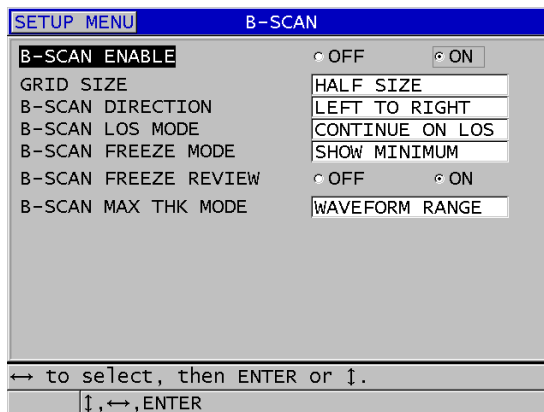 SETUP MENU B-SCAN
B-SCAN ENABLE OFF ON
GRID SIZE HALF SIZE
B-SCAN DIRECTION LEFT TO RIGHT
B-SCAN LOS MODE CONTINUE ON LOS
B-SCAN FREEZE MODE SHOW MINIMUM
B-SCAN FREEZE REVIEW OFF ON
B-SCAN MAX THK MODE WAVEFORM RANGE
↔ to select, then ENTER or ↕.
↕,↔,ENTER